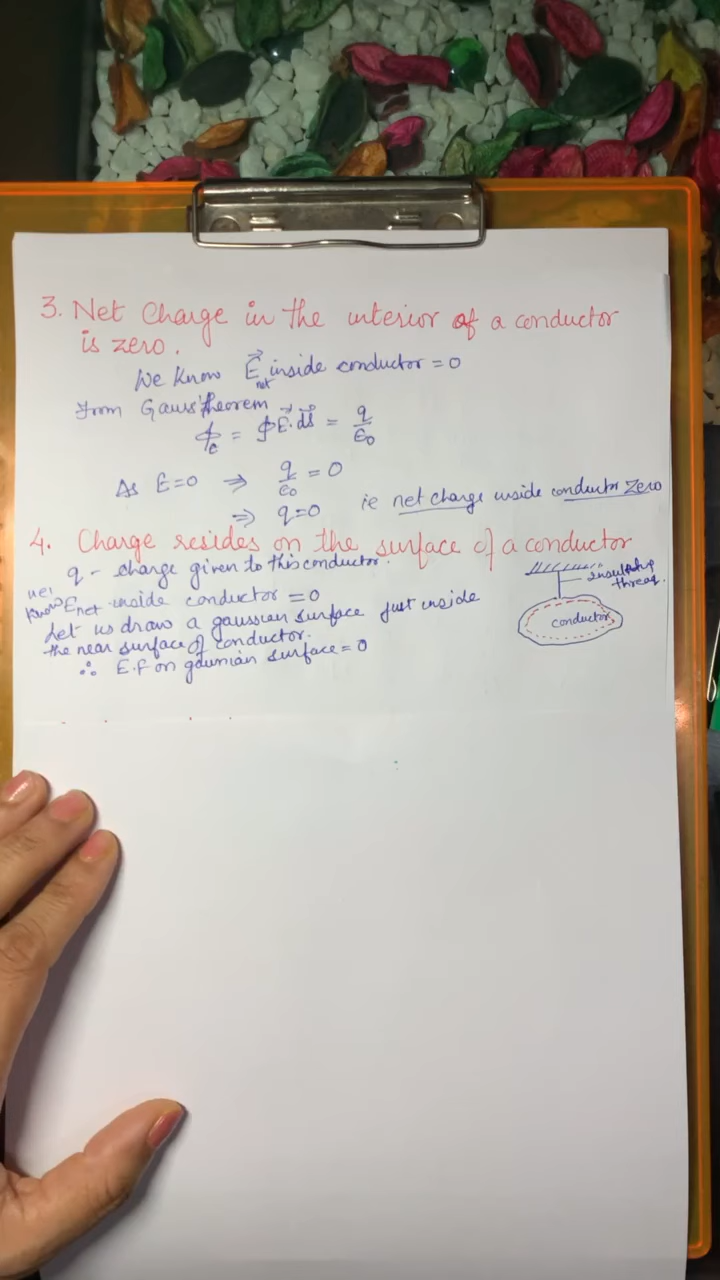 3. Net Charge in the interior of a conductor
is zero.
We know E⃗net inside conductor = 0
From Gauss' theorem
ϕE = ∮E⃗.ds⃗ = q/ε0
As E=0 ⇒ q/ε0 = 0
⇒ q=0 ie net charge inside conductor zero
4. Charge resides on the surface of a conductor
q - charge given to this conductor.
we know Enet inside conductor = 0
Let us draw a gaussian surface just inside
the near surface of conductor.
∴ E.F on gaussian surface = 0
insulating
thread.
conductor